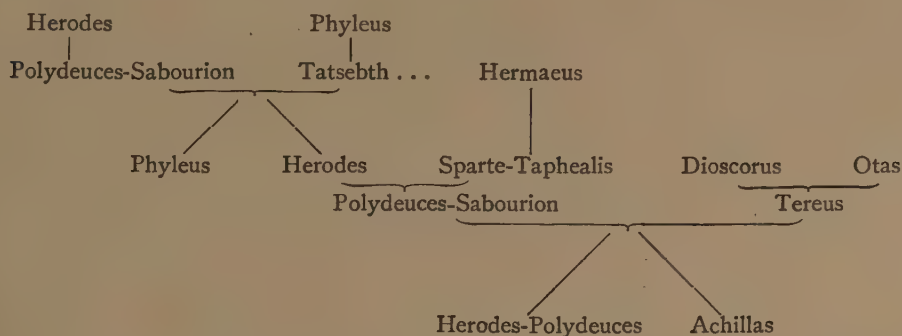 Herodes Phyleus
Polydeuces-Sabourion Tatsebth . . . Hermaeus
Phyleus Herodes Sparte-Taphealis Dioscorus Otas
Polydeuces-Sabourion Tereus
Herodes-Polydeuces Achillas